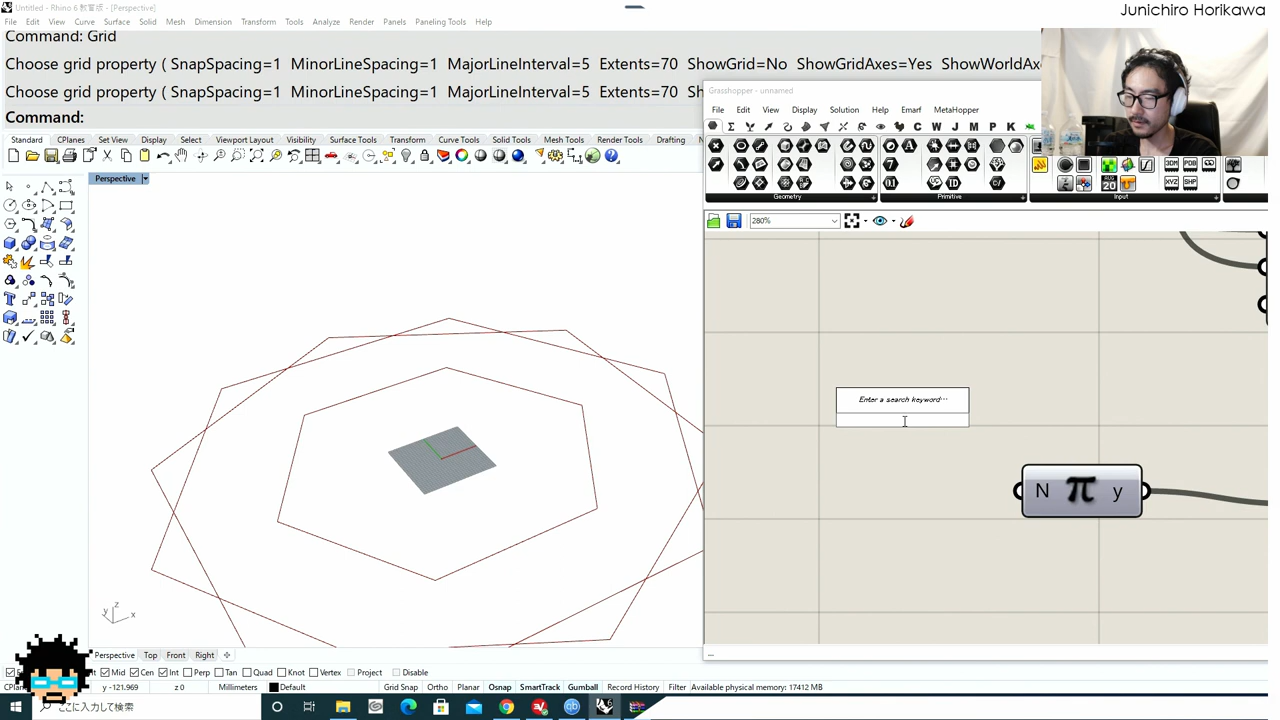 Untitled - Rhino 6 教育版 - [Perspective]
Junichiro Horikawa
File Edit View Curve Surface Solid Mesh Dimension Transform Tools Analyze Render Panels Paneling Tools Help
Command: Grid
Choose grid property ( SnapSpacing=1 MinorLineSpacing=1 MajorLineInterval=5 Extents=70 ShowGrid=No ShowGridAxes=Yes ShowWorldAx
Choose grid property ( SnapSpacing=1 MinorLineSpacing=1 MajorLineInterval=5 Extents=70 Sh
Command:
Grasshopper - unnamed
File Edit View Display Solution Help Emarf MetaHopper
Standard CPlanes Set View Display Select Viewport Layout Visibility Surface Tools Transform Curve Tools Solid Tools Mesh Tools Render Tools Drafting
C W J M P K
Perspective
Geometry Primitive Input
280%
Enter a search keyword...
N π y
z
y
x
Perspective Top Front Right
Mid Cen Int Perp Tan Quad Knot Vertex Project Disable
CPlane y -121.969 z 0 Millimeters Default Grid Snap Ortho Planar Osnap SmartTrack Gumball Record History Filter Available physical memory: 17412 MB
ここに入力して検索